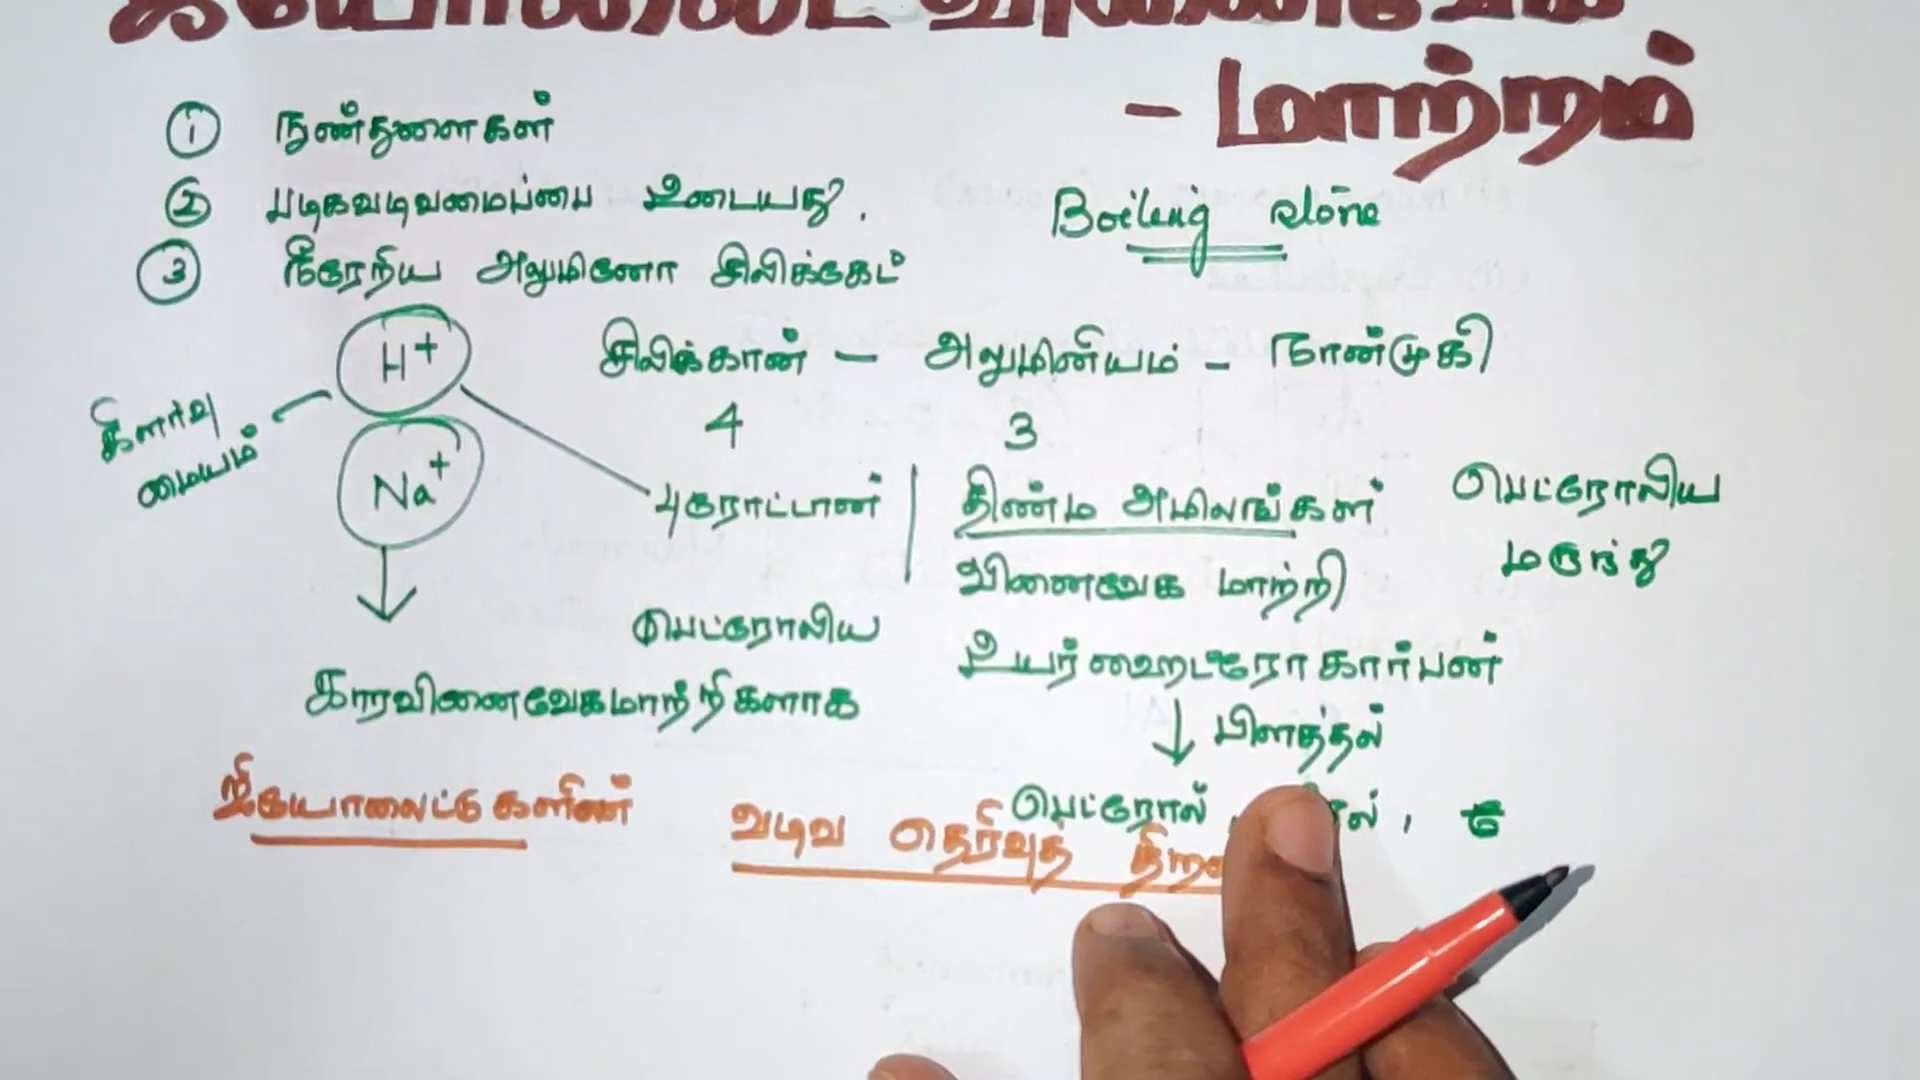 - மாற்றம்
① நுண்துளைகள்
② படிகவடிவமைப்பை உடையது.
Boiling stone
③ நீரேறிய அலுமினோ சிலிக்கேட்
H+
சிலிக்கான் - அலுமினியம் - நான்முகி
4 3
கிளர்வு
மையம்
Na+
புரோட்டான்
திண்ம அமிலங்கள்
வினைவேக மாற்றி
பெட்ரோலிய
மருந்து
பெட்ரோலிய
உயர் ஹைட்ரோ கார்பன்
காரவினைவேகமாற்றிகளாக
↓ பிளத்தல்
பெட்ரோல்
ஜியோலைட்டுகளின்
வடிவ தெரிவுத்